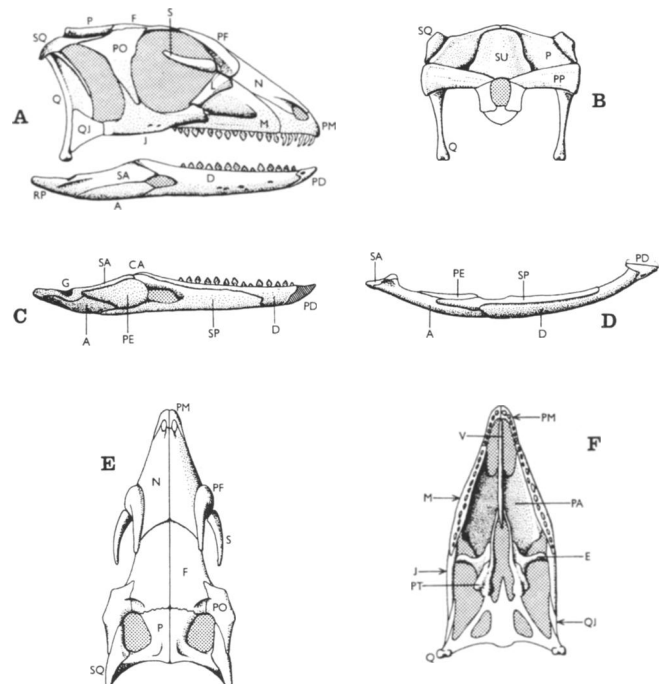 P F S PF
SQ PO N
Q L
A QJ J M PM
SA D PD
RP A
SQ SU P
PP
B
Q
SA CA
G
C PD
A PE SP D
SA PE SP PD
A D D
PM
E
N PF
S
F
PO
P
SQ
PM
V
F
M PA
J E
PT
QJ
Q